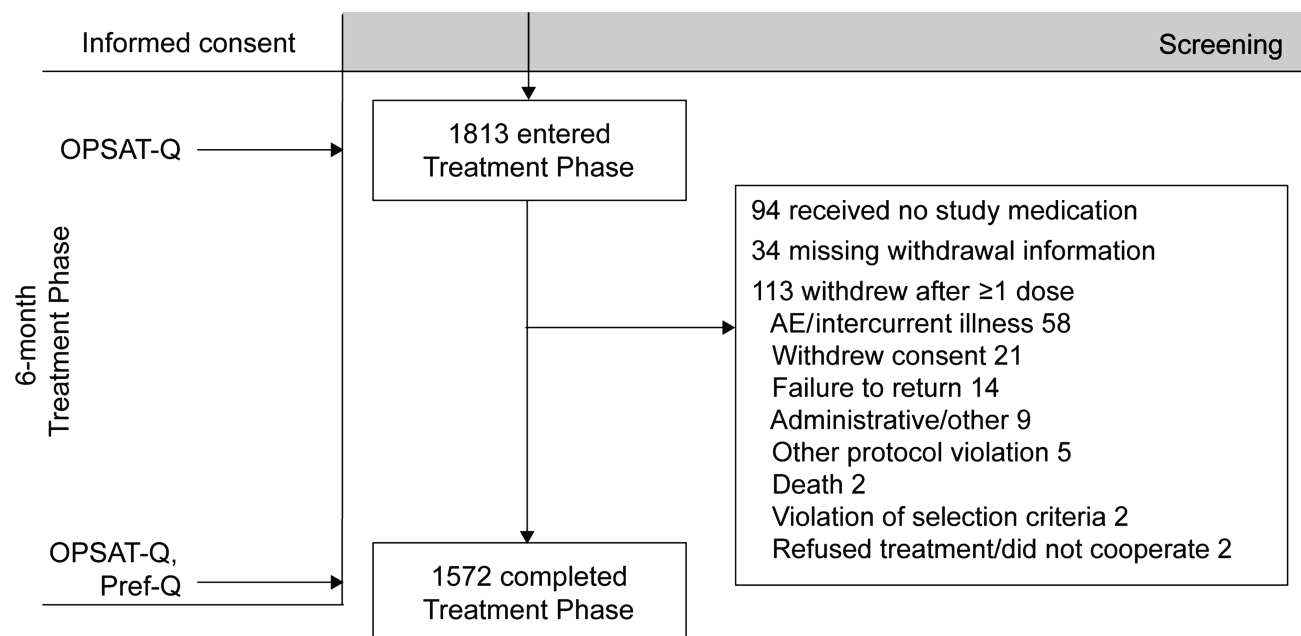 Informed consent
Screening
1813 entered
Treatment Phase
OPSAT-Q
94 received no study medication
34 missing withdrawal information
113 withdrew after ≥1 dose
AE/intercurrent illness 58
Withdrew consent 21
Failure to return 14
Administrative/other 9
Other protocol violation 5
Death 2
Violation of selection criteria 2
Refused treatment/did not cooperate 2
6-month
Treatment Phase
OPSAT-Q,
Pref-Q
1572 completed
Treatment Phase